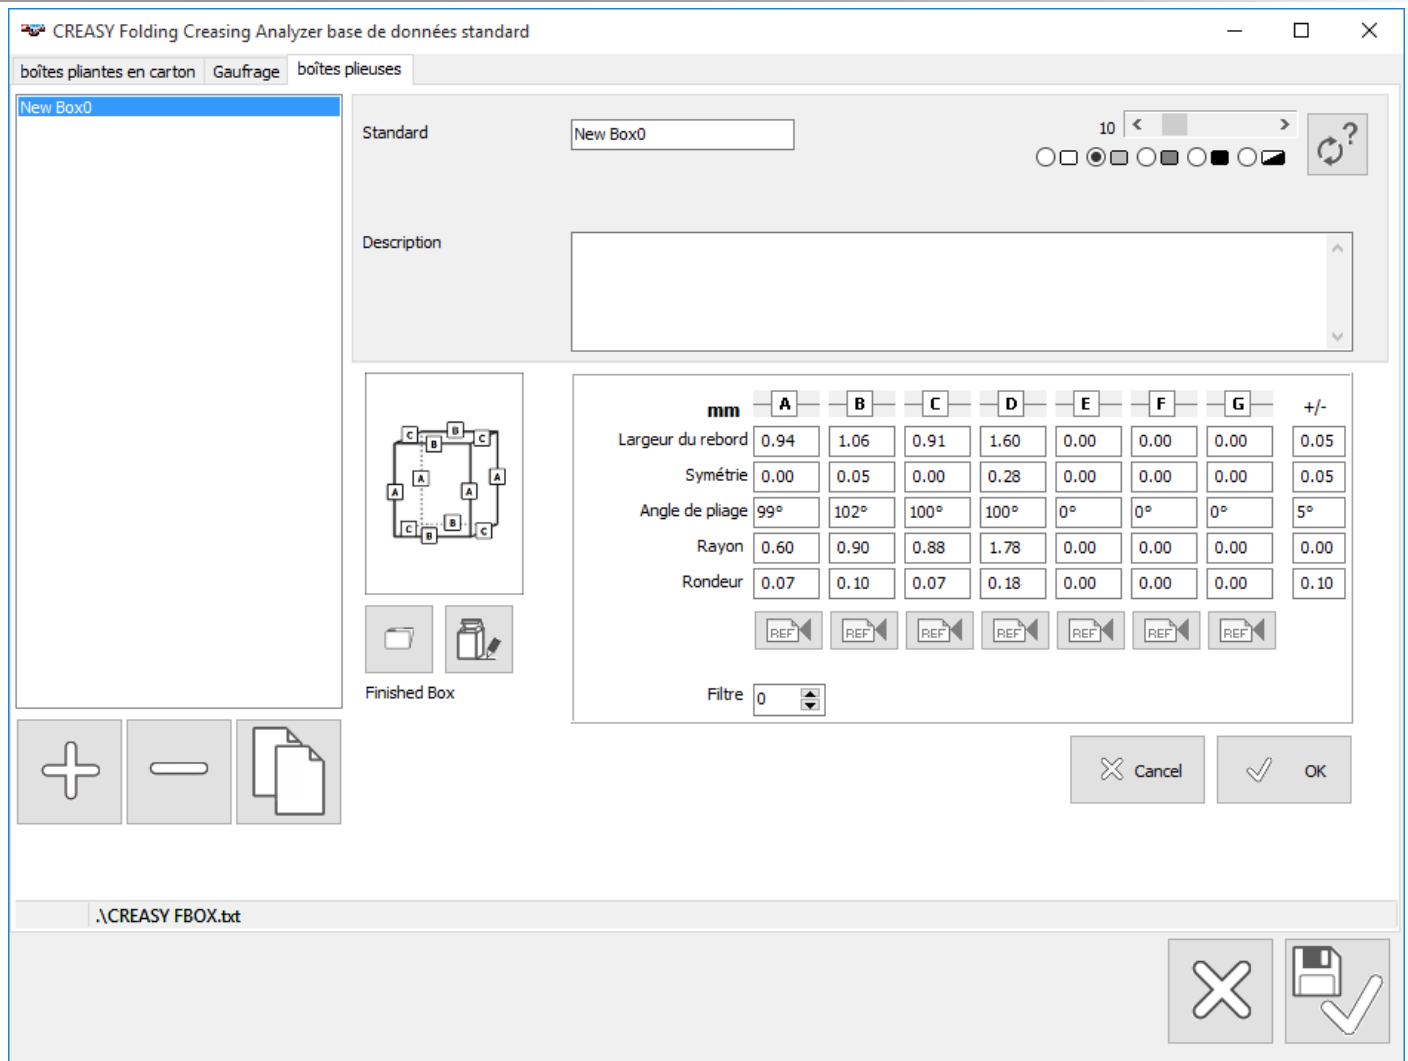 CREASY Folding Creasing Analyzer base de données standard
boîtes pliantes en carton Gaufrage boîtes plieuses
New Box0
Standard New Box0 10
?
Description
mm A B C D E F G +/-
Largeur du rebord 0.94 1.06 0.91 1.60 0.00 0.00 0.00 0.05
Symétrie 0.00 0.05 0.00 0.28 0.00 0.00 0.00 0.05
Angle de pliage 99° 102° 100° 100° 0° 0° 0° 5°
Rayon 0.60 0.90 0.88 1.78 0.00 0.00 0.00 0.00
Rondeur 0.07 0.10 0.07 0.18 0.00 0.00 0.00 0.10
REF REF REF REF REF REF REF
C B B C
A A
A A
C B B C
Finished Box
Filtre 0
Cancel OK
.\CREASY FBOX.txt